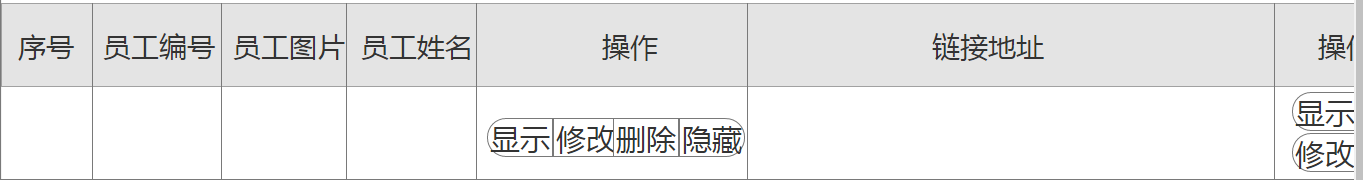 序号 员工编号 员工图片 员工姓名 操作 链接地址 操
显示 修改 删除 隐藏 显示
修改